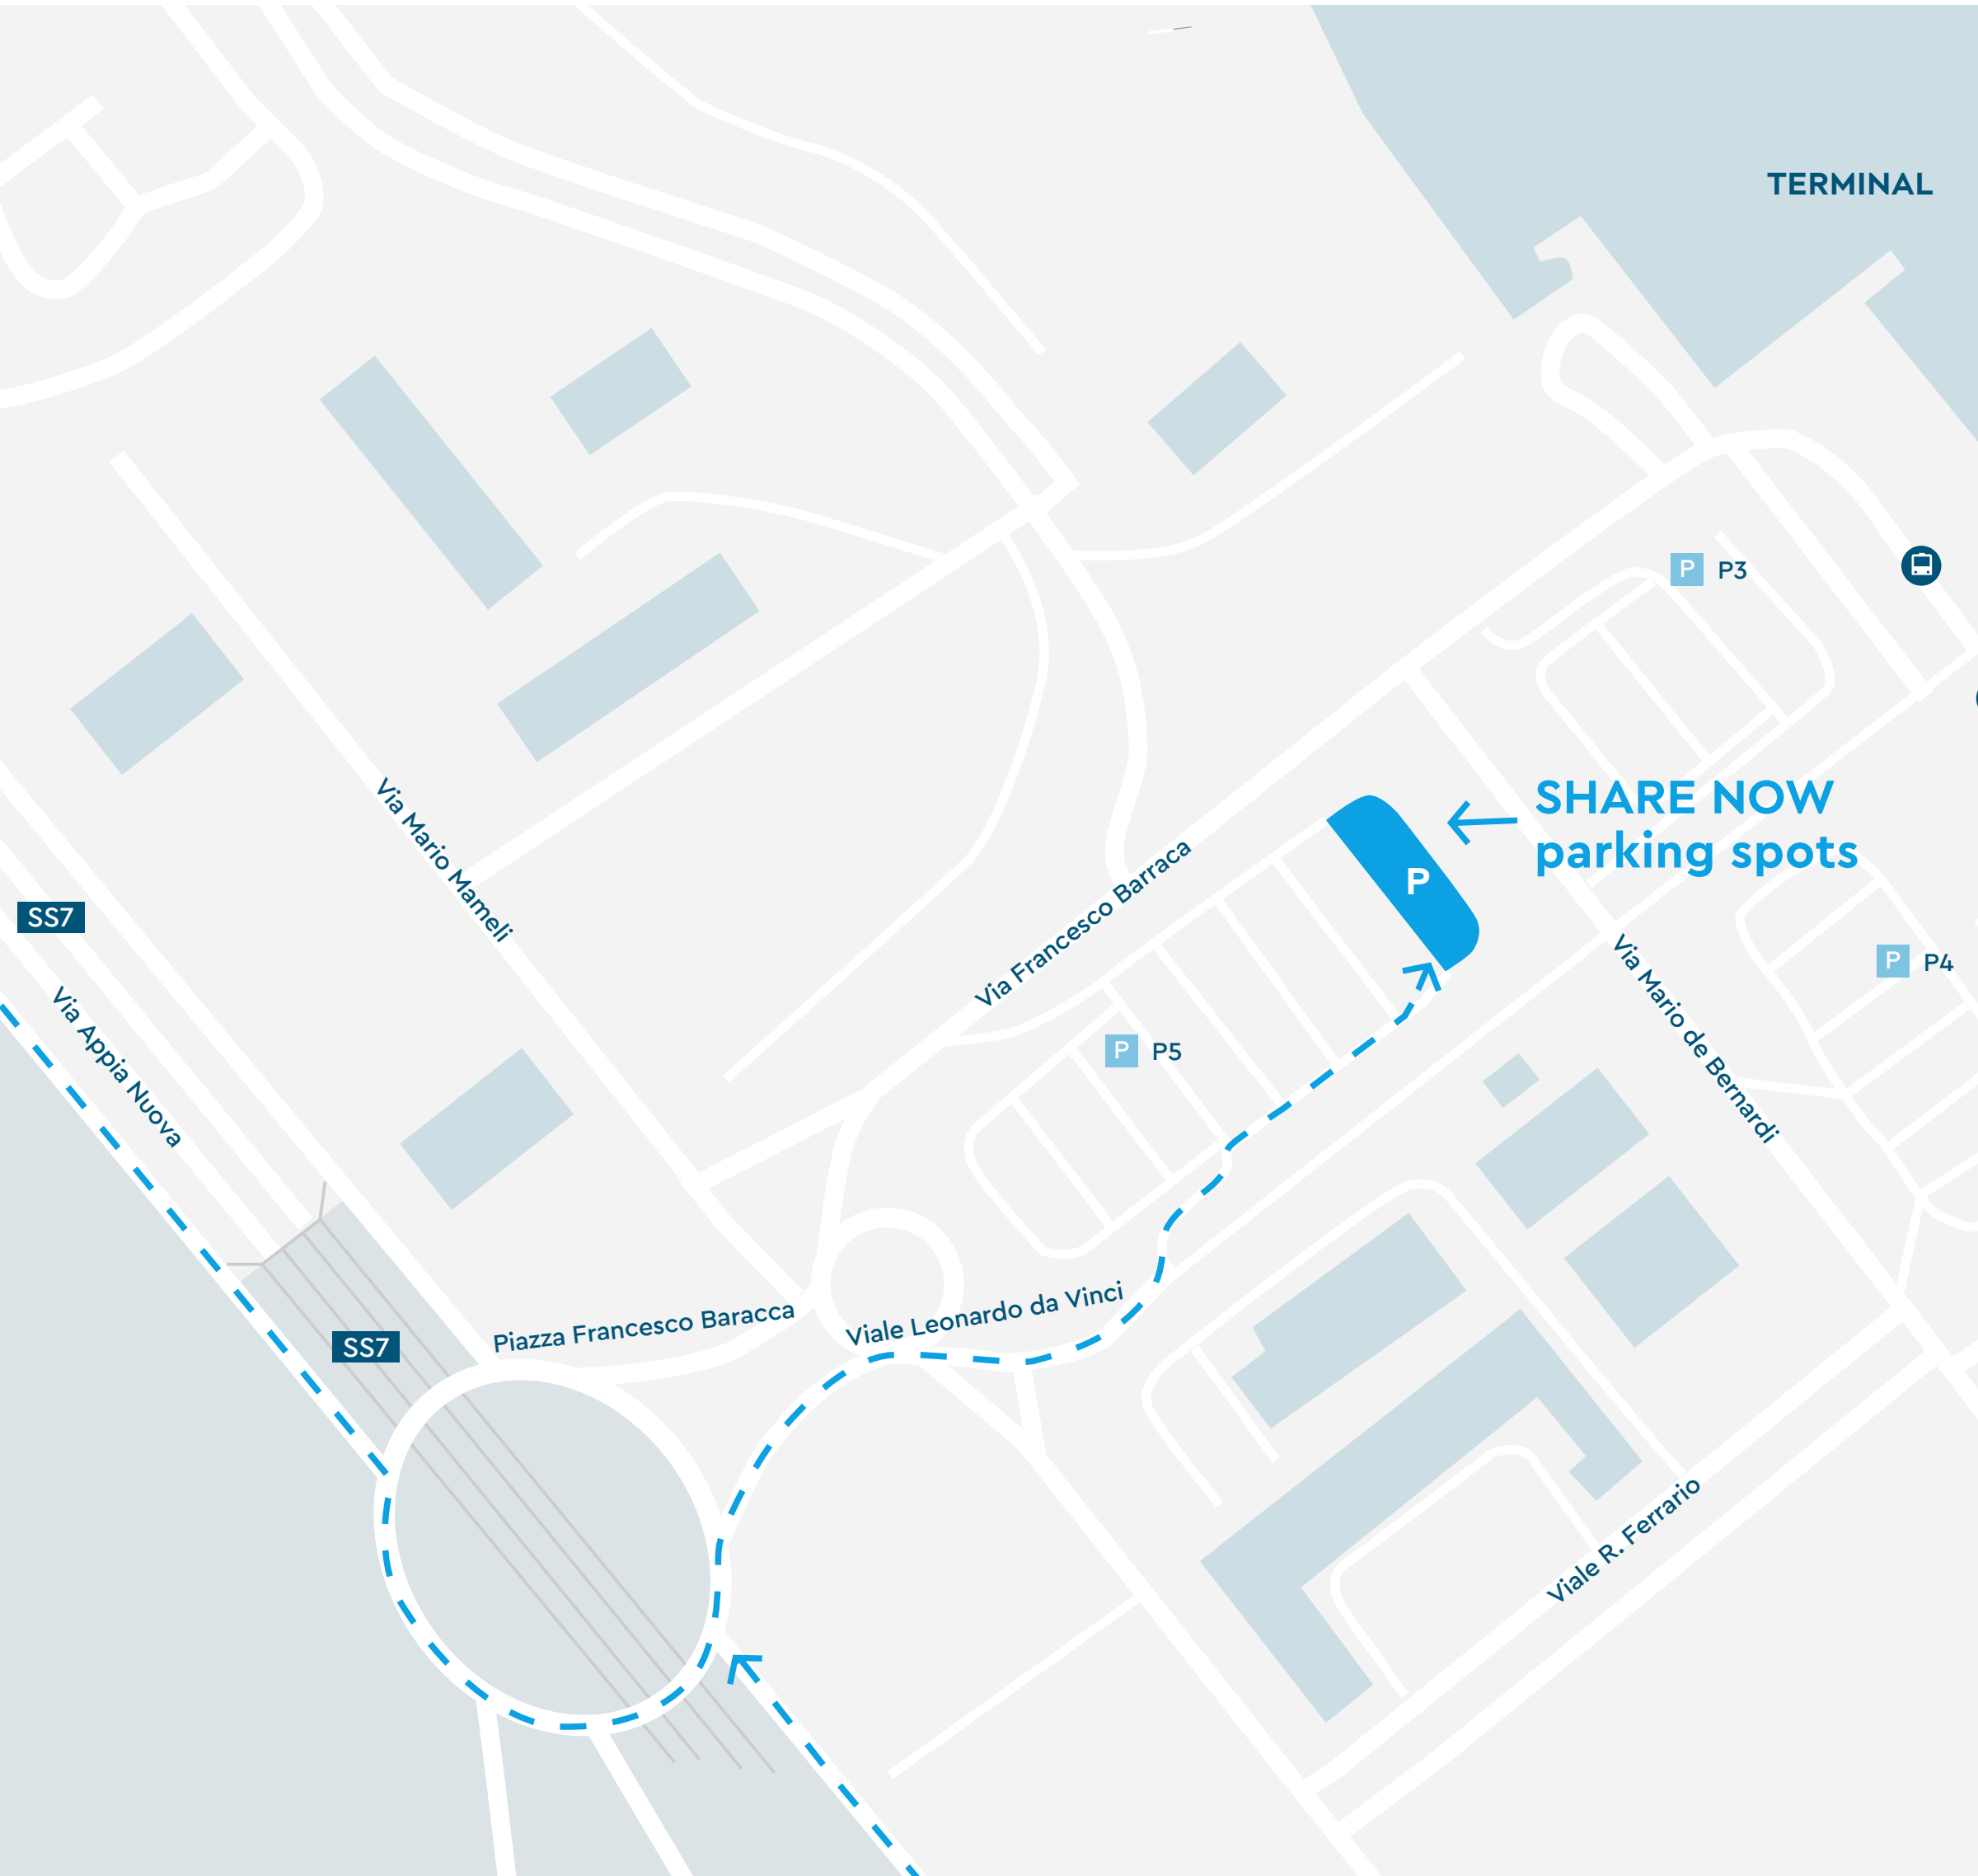 TERMINAL
P P3
SHARE NOW
parking spots
Via Mario Mameli
Via Francesco Barraca
P
SS7
P P4
Via Appia Nuova
Via Mario de Bernardi
P P5
Piazza Francesco Baracca
Viale Leonardo da Vinci
SS7
Viale R. Ferrario